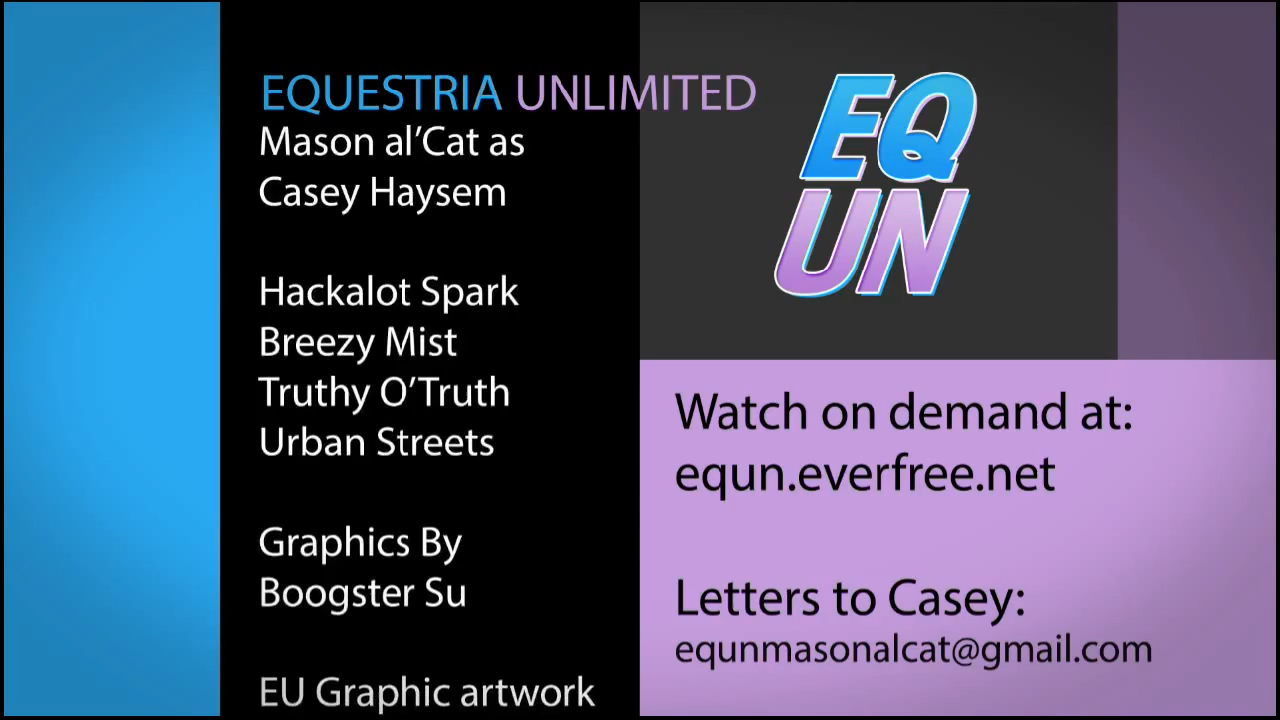 EQUESTRIA UNLIMITED
Mason al’Cat as
Casey Haysem
Hackalot Spark
Breezy Mist
Truthy O’Truth
Urban Streets
Graphics By
Boogster Su
EU Graphic artwork
EQ
UN
Watch on demand at:
equn.everfree.net
Letters to Casey:
equnmasonalcat@gmail.com